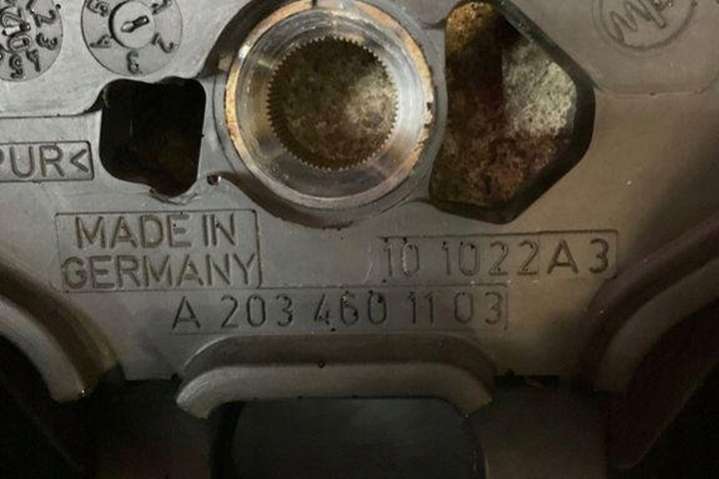 PUR<
MADE IN
GERMANY
10 1022A3
A 203 460 11 03